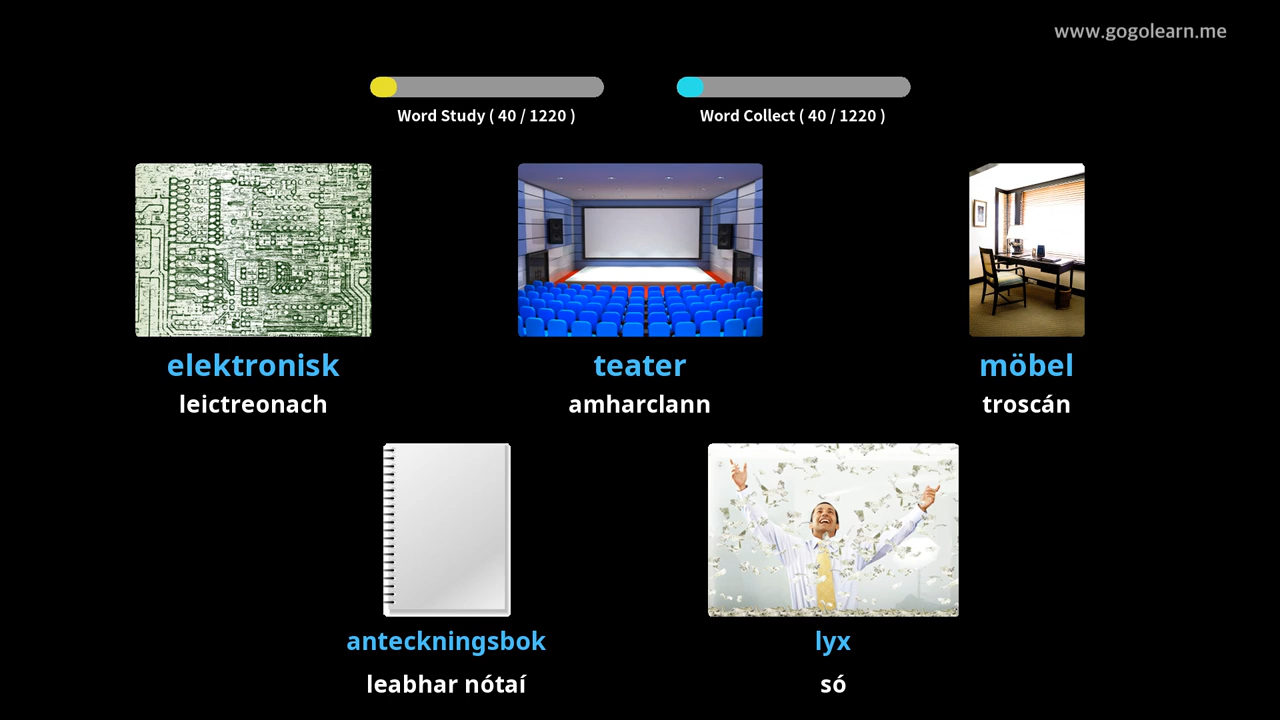 www.gogolearn.me
Word Study ( 40 / 1220 )
Word Collect ( 40 / 1220 )
elektronisk
leictreonach
teater
amharclann
möbel
troscán
anteckningsbok
leabhar nótaí
lyx
só